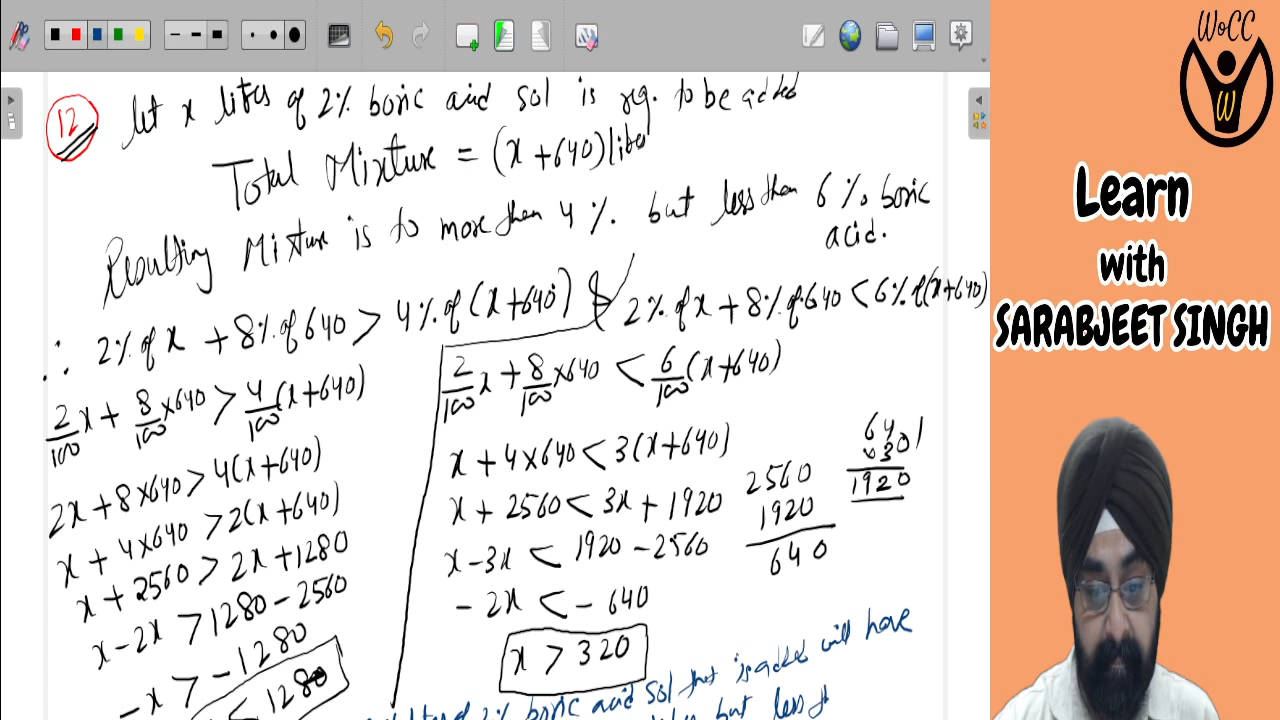 12
let x litres of 2% boric acid sol is req. to be added
Total Mixture = (x+640) litres
Resulting Mixture is to more than 4%. but less than 6% boric
acid.
∴ 2% of x + 8% of 640 > 4% of (x+640) & 2% of x + 8% of 640 < 6% of (x+640)
2/100 x + 8/100 × 640 > 4/100 (x+640)
2x + 8×640 > 4(x+640)
x + 4×640 > 2(x+640)
x + 2560 > 2x + 1280
x - 2x > 1280 - 2560
-x > -1280
< 1280
2/100 x + 8/100 × 640 < 6/100 (x+640)
x + 4×640 < 3(x+640)
x + 2560 < 3x + 1920
x - 3x < 1920 - 2560
- 2x < - 640
x > 320
2560
1920
640
640
×3
1920
of 2% boric acid sol that is added will have
but less
WOCC
W
Learn
with
SARABJEET SINGH